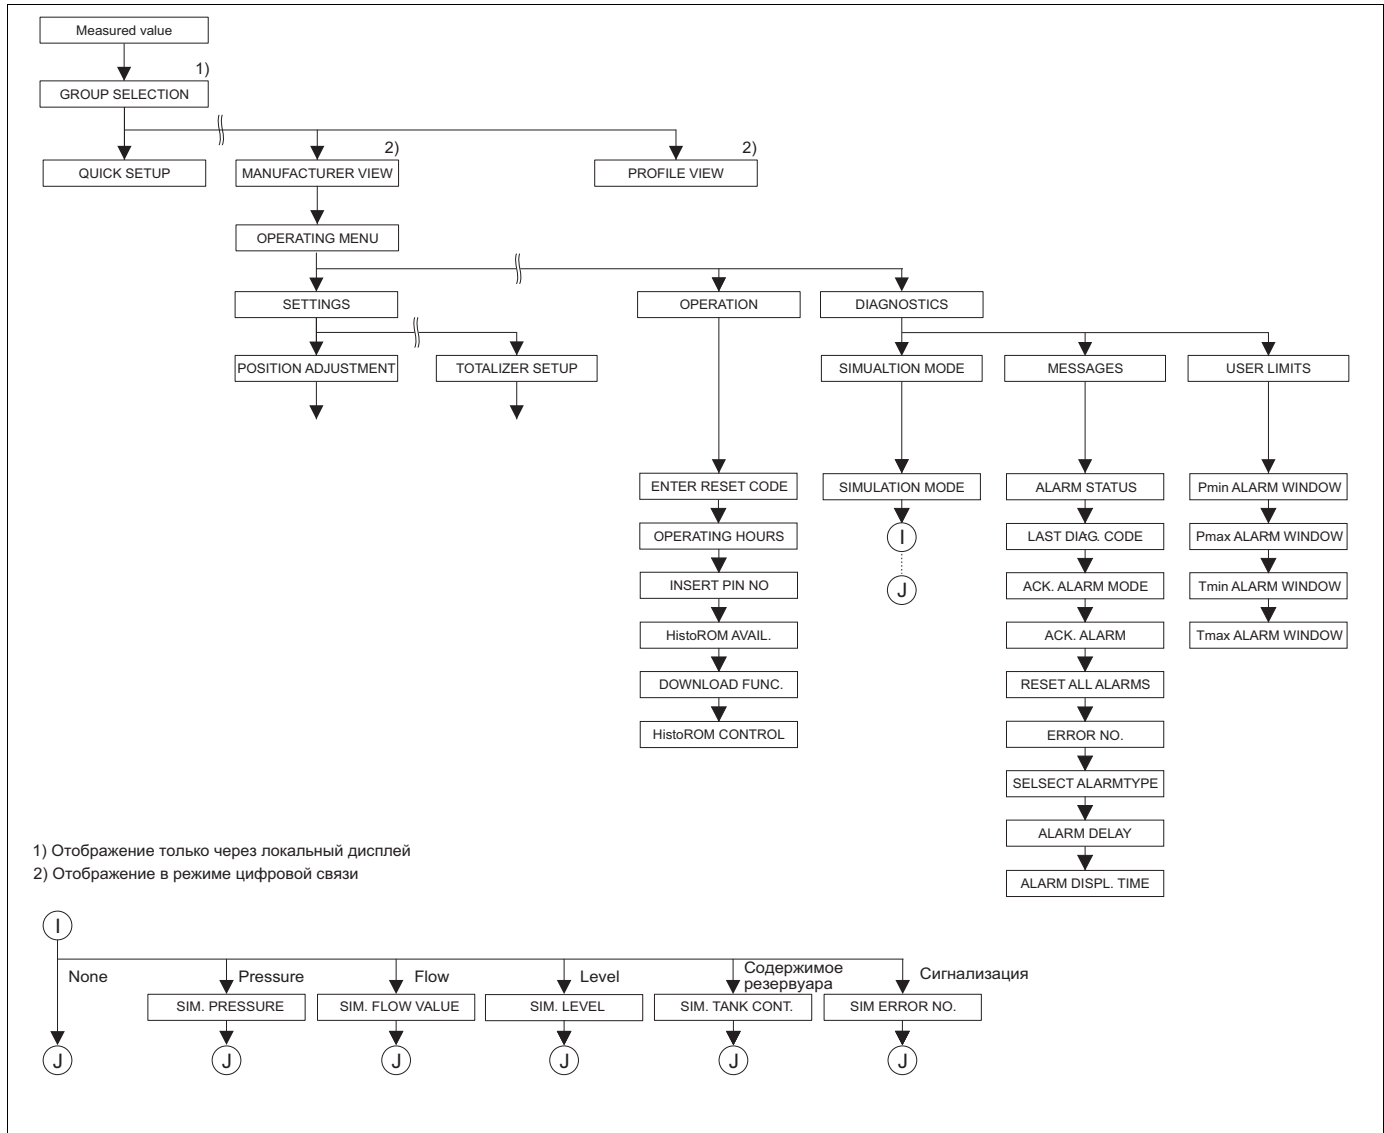 Measured value
1)
GROUP SELECTION
2)
2)
QUICK SETUP
MANUFACTURER VIEW
PROFILE VIEW
OPERATING MENU
SETTINGS
OPERATION
DIAGNOSTICS
POSITION ADJUSTMENT
TOTALIZER SETUP
SIMUALTION MODE
MESSAGES
USER LIMITS
ENTER RESET CODE
SIMULATION MODE
ALARM STATUS
Pmin ALARM WINDOW
OPERATING HOURS
I
LAST DIAG. CODE
Pmax ALARM WINDOW
INSERT PIN NO
J
ACK. ALARM MODE
Tmin ALARM WINDOW
HistoROM AVAIL.
ACK. ALARM
Tmax ALARM WINDOW
DOWNLOAD FUNC.
RESET ALL ALARMS
HistoROM CONTROL
ERROR NO.
SELSECT ALARMTYPE
ALARM DELAY
ALARM DISPL. TIME
1) Отображение только через локальный дисплей
2) Отображение в режиме цифровой связи
I
None
Pressure
Flow
Level
Содержимое
резервуара
Сигнализация
SIM. PRESSURE
SIM. FLOW VALUE
SIM. LEVEL
SIM. TANK CONT.
SIM ERROR NO.
J
J
J
J
J
J